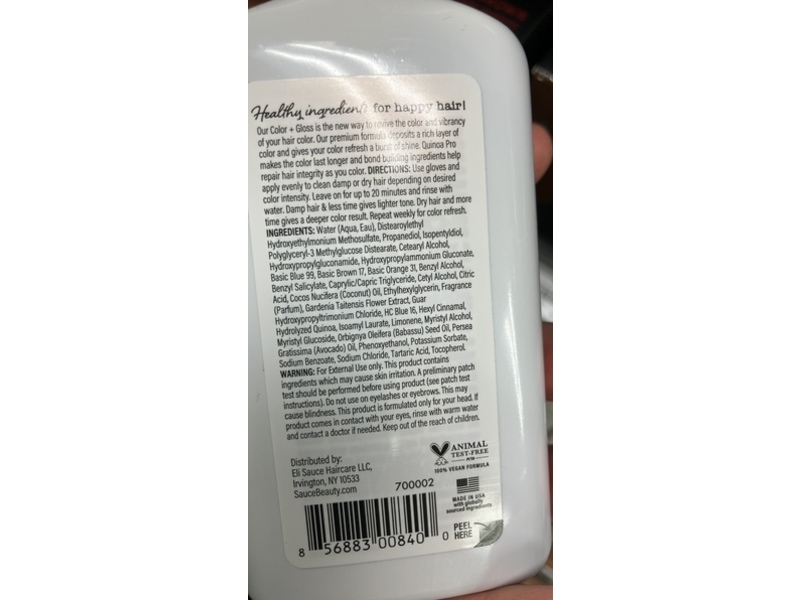 Healthy ingredients for happy hair!
Our Color + Gloss is the new way to revive the color and vibrancy
of your hair color. Our premium formula deposits a rich layer of
color and gives your color refresh a burst of shine. Quinoa Pro
makes the color last longer and bond building ingredients help
repair hair integrity as you color. DIRECTIONS: Use gloves and
apply evenly to clean damp or dry hair depending on desired
color intensity. Leave on for up to 20 minutes and rinse with
water. Damp hair & less time gives lighter tone. Dry hair and more
time gives a deeper color result. Repeat weekly for color refresh.
INGREDIENTS: Water (Aqua, Eau), Distearoylethyl
Hydroxyethylmonium Methosulfate, Propanediol, Isopentyldiol,
Polyglyceryl-3 Methylglucose Distearate, Cetearyl Alcohol,
Hydroxypropylgluconamide, Hydroxypropylammonium Gluconate,
Basic Blue 99, Basic Brown 17, Basic Orange 31, Benzyl Alcohol,
Benzyl Salicylate, Caprylic/Capric Triglyceride, Cetyl Alcohol, Citric
Acid, Cocos Nucifera (Coconut) Oil, Ethylhexylglycerin, Fragrance
(Parfum), Gardenia Taitensis Flower Extract, Guar
Hydroxypropyltrimonium Chloride, HC Blue 16, Hexyl Cinnamal,
Hydrolyzed Quinoa, Isoamyl Laurate, Limonene, Myristyl Alcohol,
Myristyl Glucoside, Orbignya Oleifera (Babassu) Seed Oil, Persea
Gratissima (Avocado) Oil, Phenoxyethanol, Potassium Sorbate,
Sodium Benzoate, Sodium Chloride, Tartaric Acid, Tocopherol.
WARNING: For External Use only. This product contains
ingredients which may cause skin irritation. A preliminary patch
test should be performed before using product (see patch test
instructions). Do not use on eyelashes or eyebrows. This may
cause blindness. This product is formulated only for your head. If
product comes in contact with your eyes, rinse with warm water
and contact a doctor if needed. Keep out of the reach of children.
ANIMAL
TEST-FREE
100% VEGAN FORMULA
Distributed by:
Eli Sauce Haircare LLC,
Irvington, NY 10533
SauceBeauty.com
700002
MADE IN USA
with globally
sourced ingredients
8 56883 00840 0
PEEL
HERE